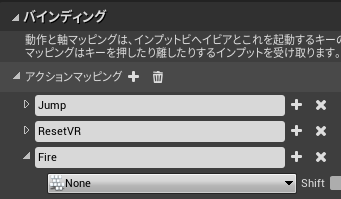 バインディング
動作と軸マッピングは、インプットビヘイビアとこれを起動するキーの
マッピングはキーを押したり離したりするインプットを受け取ります。
アクションマッピング
Jump
ResetVR
Fire
None Shift